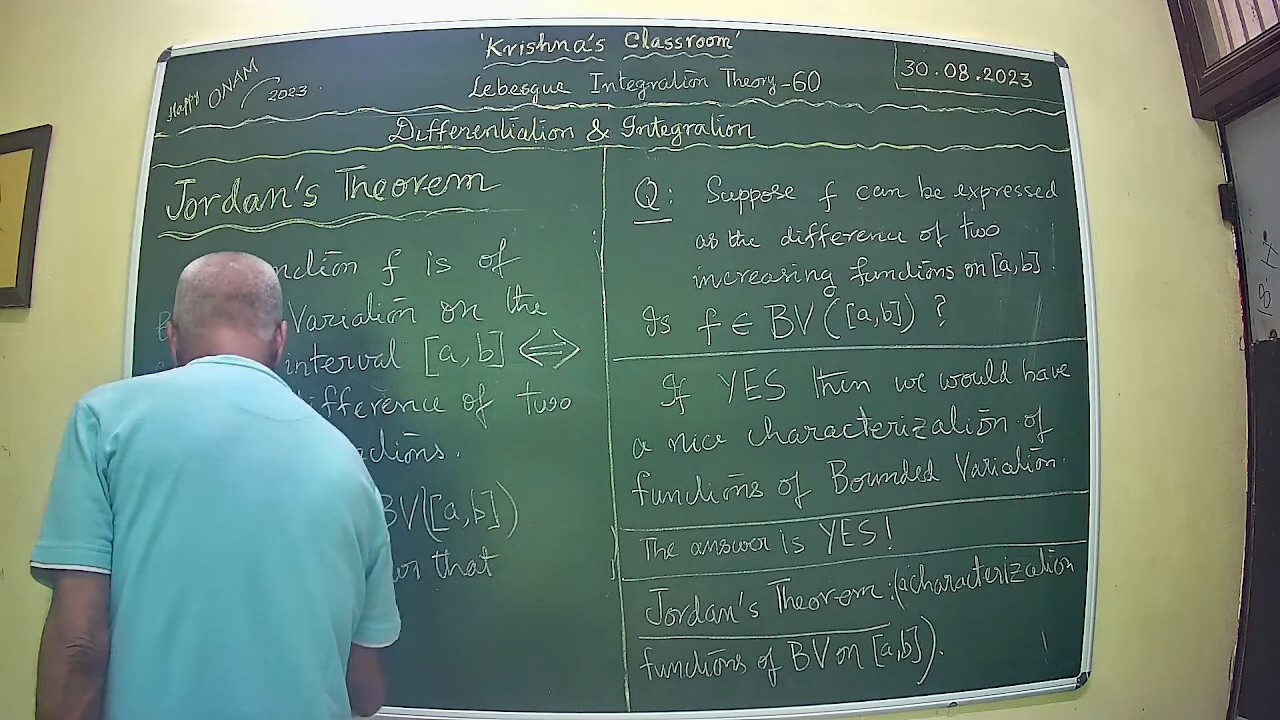 'Krishna's Classroom'
Lebesgue Integration Theory-60
30.08.2023
Happy ONAM 2023
Differentiation & Integration
Jordan's Theorem
f is of
Variation on the
interval [a,b] <=>
difference of two
BV([a,b])
that
Q: Suppose f can be expressed
as the difference of two
increasing functions on [a,b].
Is f ∈ BV([a,b]) ?
If YES then we would have
a nice characterization of
functions of Bounded Variation.
The answer is YES!
Jordan's Theorem: (a characterization
functions of BV on [a,b]).